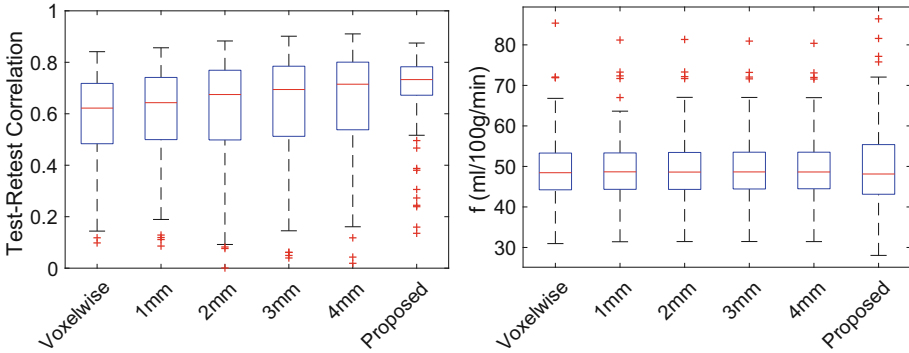 Test-Retest Correlation
1
0.8
0.6
0.4
0.2
0
Voxelwise
1mm
2mm
3mm
4mm
Proposed
f (ml/100g/min)
80
70
60
50
40
30
Voxelwise
1mm
2mm
3mm
4mm
Proposed